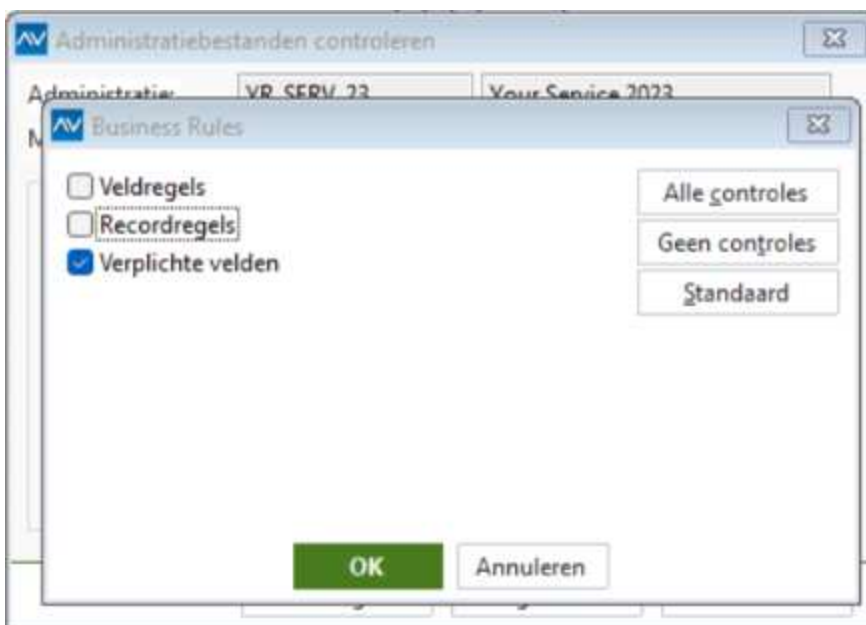 Administratiebestanden controleren
Administratie: YR_SERV_23 Your Service 2023
Business Rules
Veldregels
Recordregels
Verplichte velden
Alle controles
Geen controles
Standaard
OK
Annuleren